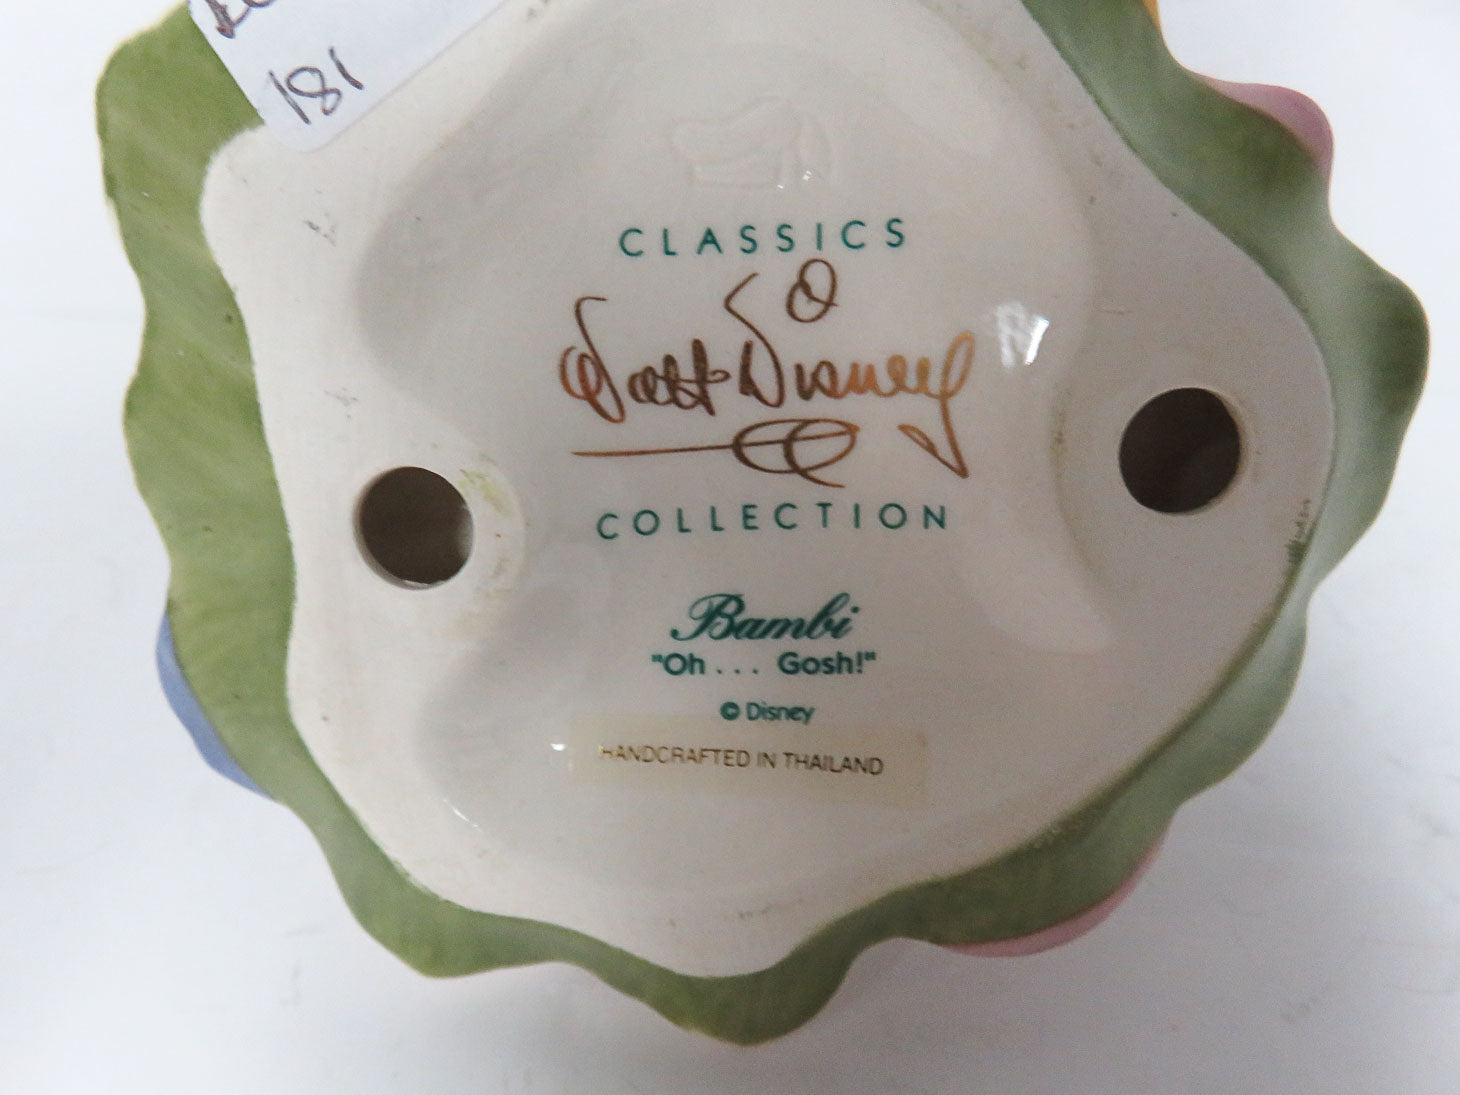 181
CLASSICS
Walt Disney
COLLECTION
Bambi
"Oh . . . Gosh!"
© Disney
HANDCRAFTED IN THAILAND